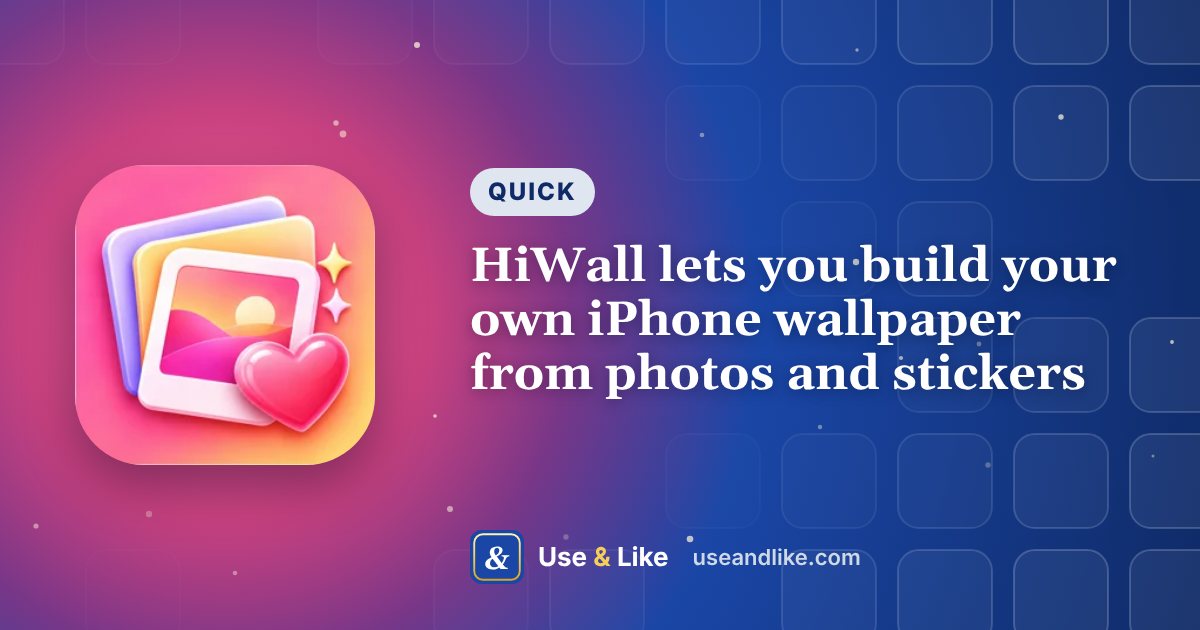 QUICK
HiWall lets you build your
own iPhone wallpaper
from photos and stickers
& Use & Like useandlike.com